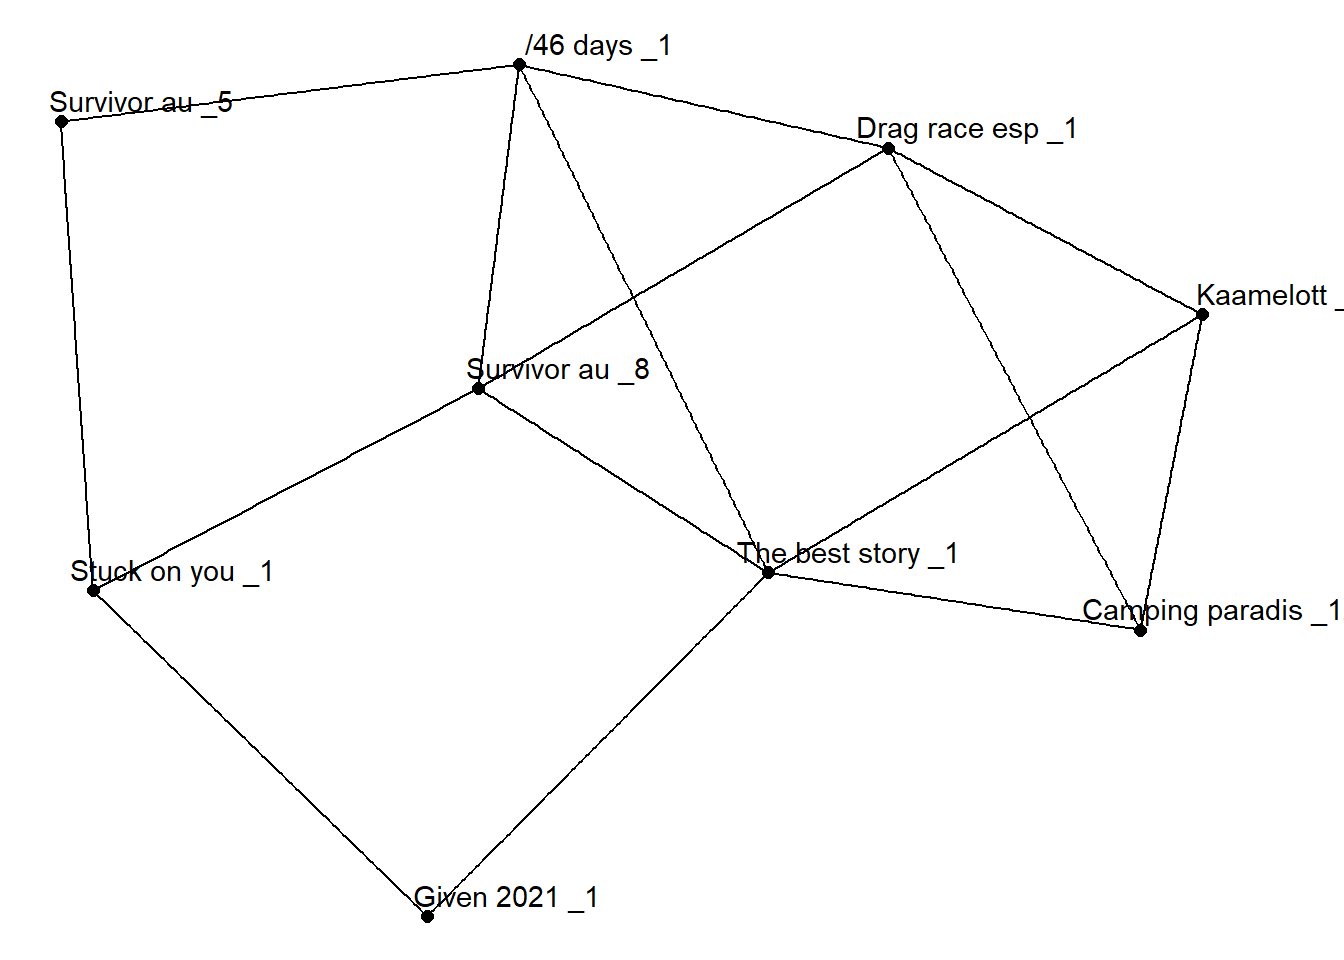 /46 days _1
Survivor au _5
Drag race esp _1
Kaamelott _
Survivor au _8
The best story _1
Stuck on you _1
Camping paradis _1
Given 2021 _1